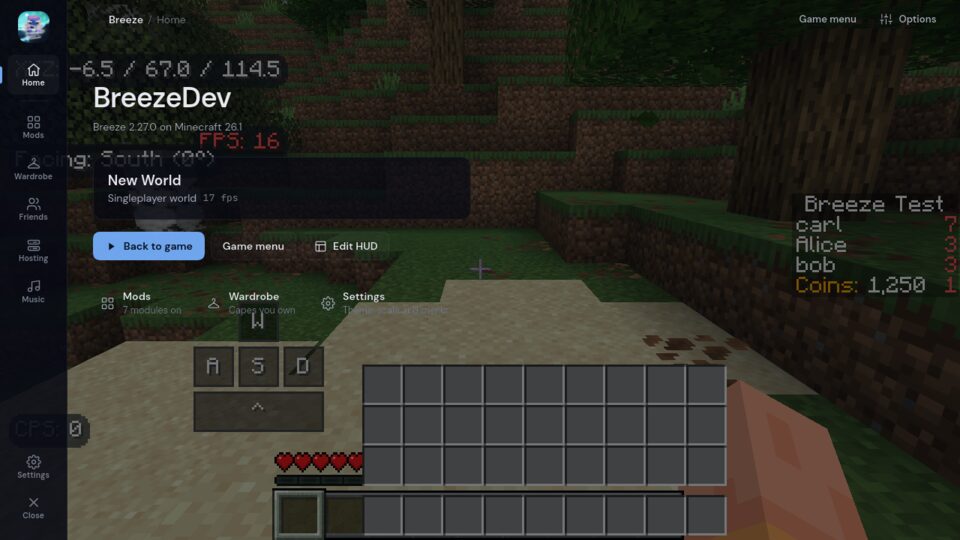 Breeze / Home
Game menu
Options
-6.5 / 67.0 / 114.5
Home
BreezeDev
Breeze 2.27.0 on Minecraft 26.1
FPS: 16
Mods
Facing: South (0°)
Wardrobe
New World
Singleplayer world 17 fps
Friends
Breeze Test
carl 7
Alice 3
bob 3
Coins: 1,250 1
Hosting
Back to game
Game menu
Edit HUD
Music
Mods
7 modules on
Wardrobe
Capes you own
Settings
W
A S D
^
CPS: 0
Settings
Close